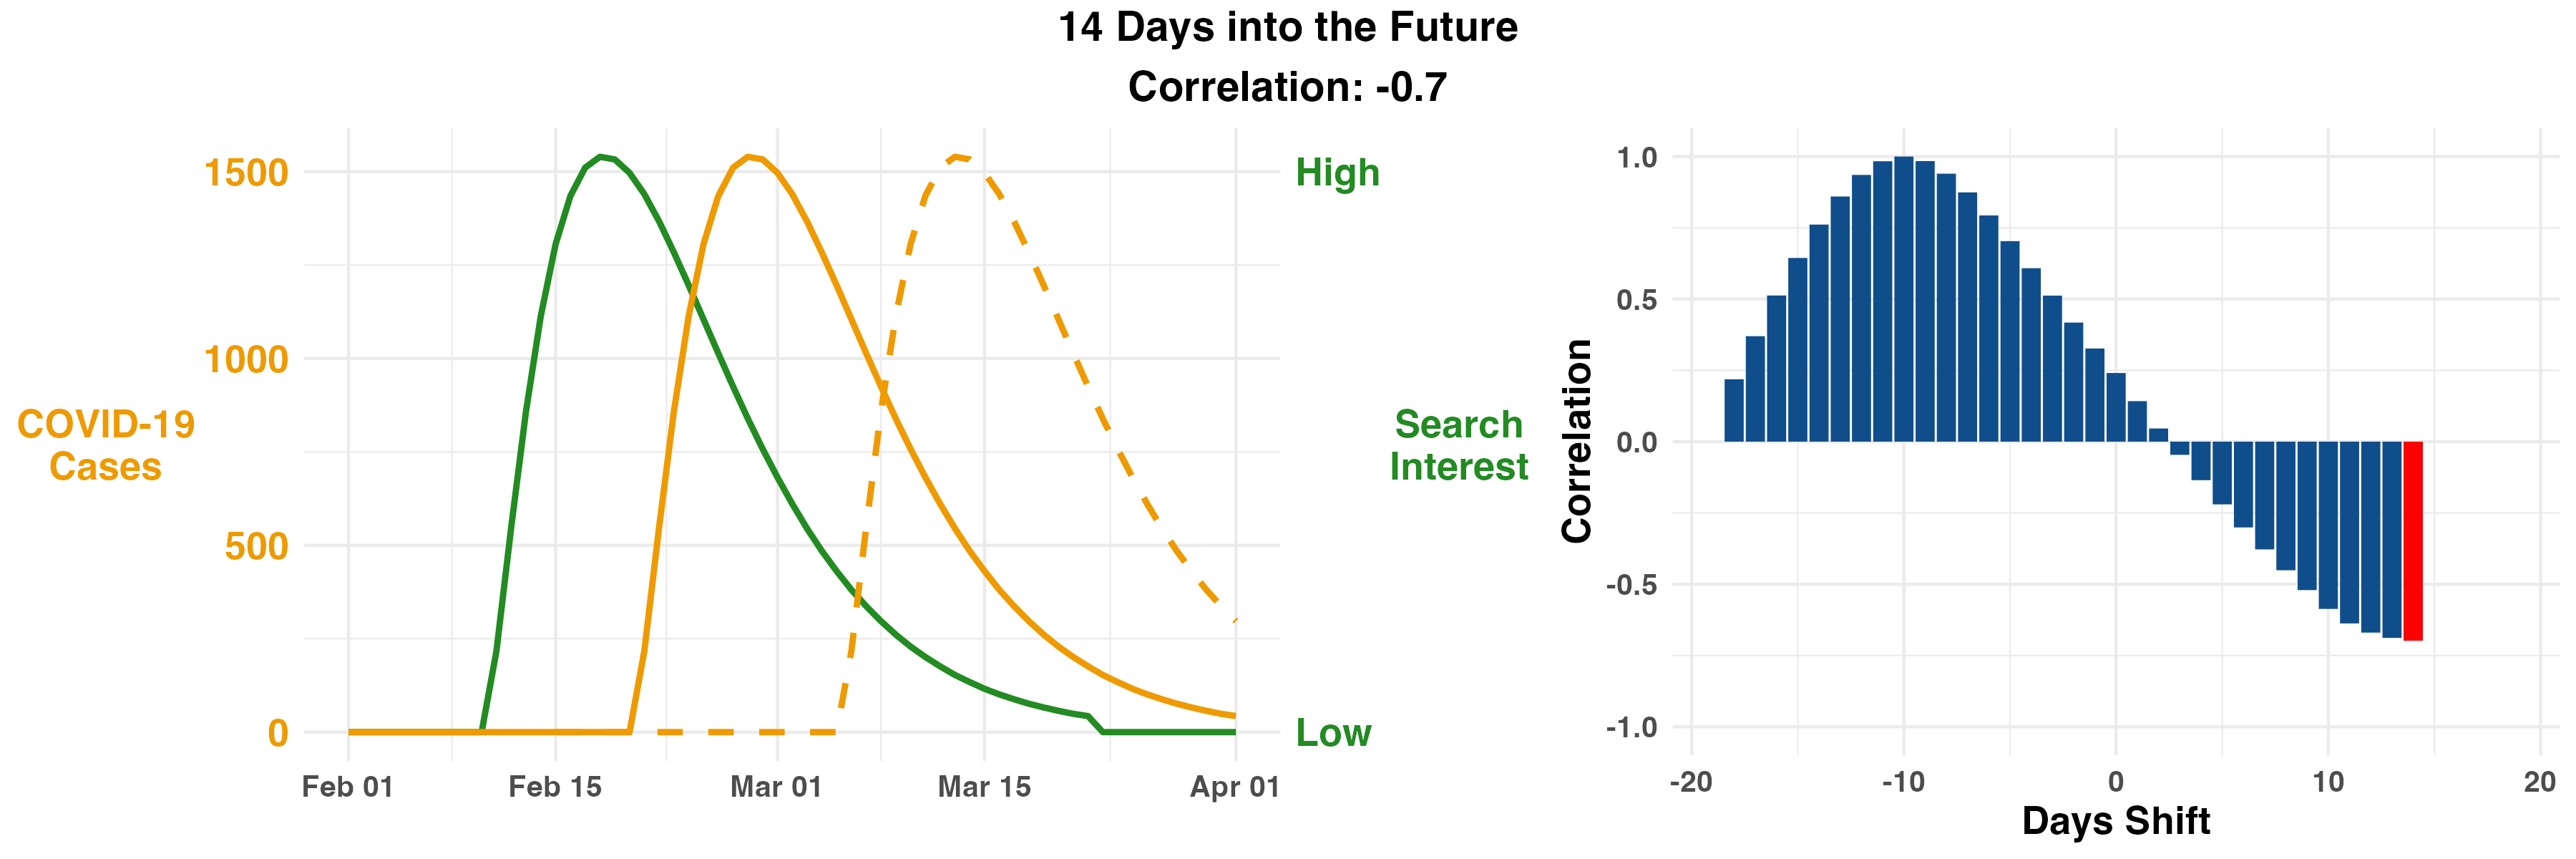 14 Days into the Future
Correlation: -0.7
1500
1000
500
0
COVID-19
Cases
Feb 01
Feb 15
Mar 01
Mar 15
Apr 01
High
Low
Search
Interest
Correlation
1.0
0.5
0.0
-0.5
-1.0
-20
-10
0
10
20
Days Shift